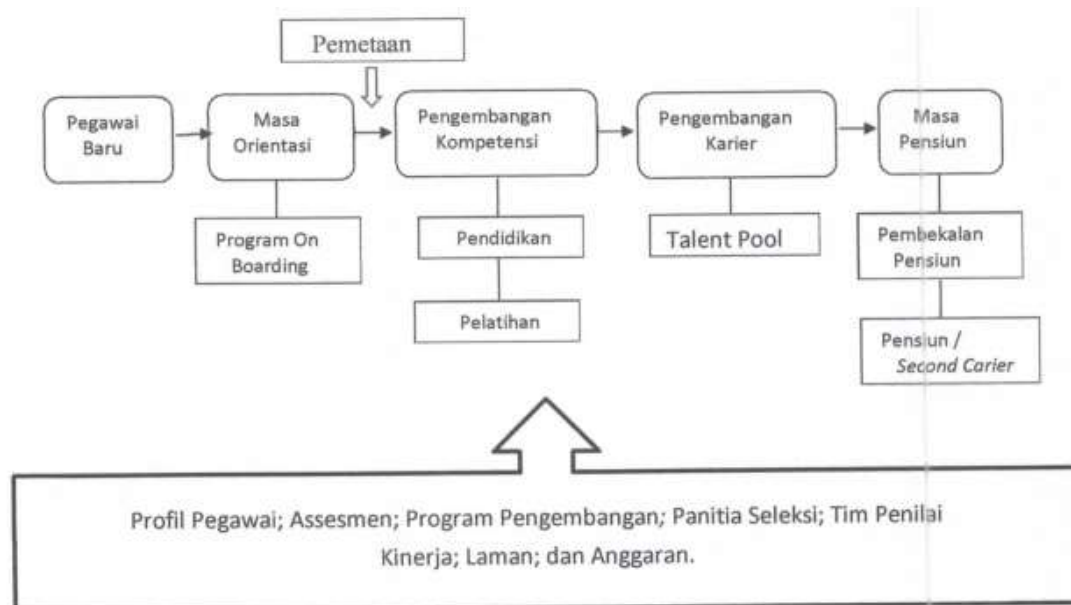 Pemetaan
Pegawai
Baru
Masa
Orientasi
Pengembangan
Kompetensi
Pengembangan
Karier
Masa
Pensiun
Program On
Boarding
Pendidikan
Pelatihan
Talent Pool
Pembekalan
Pensiun
Pensiun /
Second Carier
Profil Pegawai; Assesmen; Program Pengembangan; Panitia Seleksi; Tim Penilai
Kinerja; Laman; dan Anggaran.